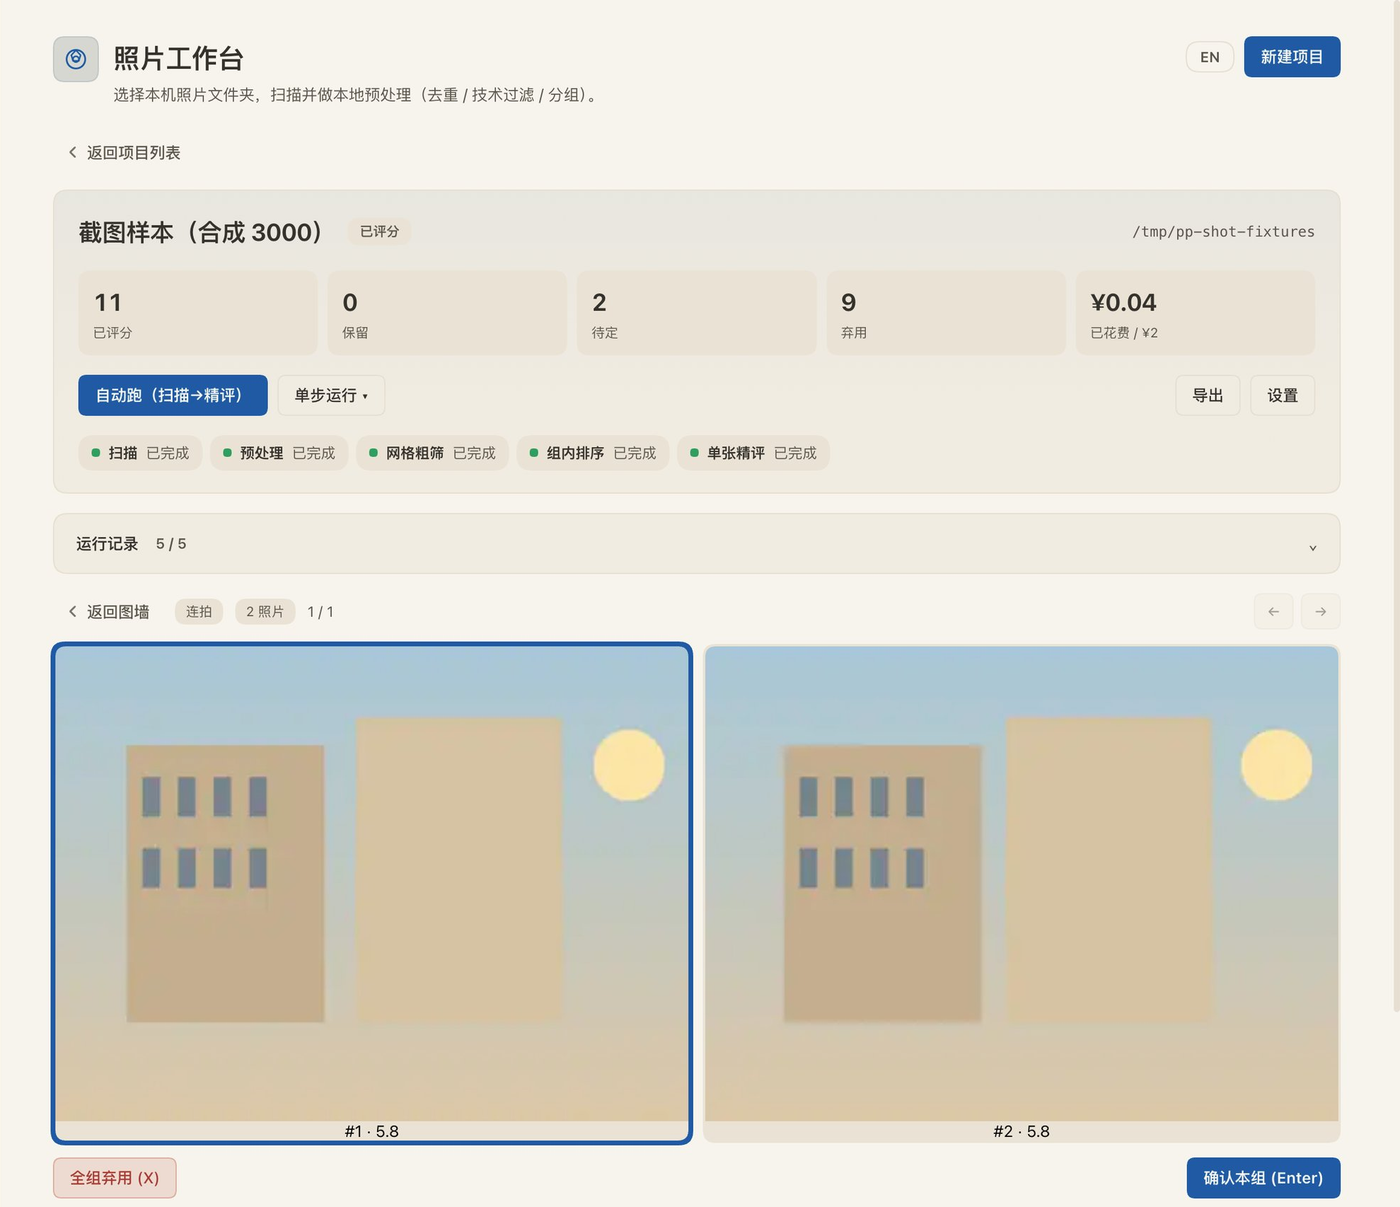 照片工作台
选择本机照片文件夹，扫描并做本地预处理（去重 / 技术过滤 / 分组）。
EN
新建项目
返回项目列表
截图样本（合成 3000）
已评分
/tmp/pp-shot-fixtures
11
已评分
0
保留
2
待定
9
弃用
¥0.04
已花费 / ¥2
自动跑（扫描→精评）
单步运行 ▾
导出
设置
扫描 已完成
预处理 已完成
网格粗筛 已完成
组内排序 已完成
单张精评 已完成
运行记录 5 / 5
返回图墙
连拍
2 照片
1 / 1
← →
#1 · 5.8
#2 · 5.8
全组弃用 (X)
确认本组 (Enter)